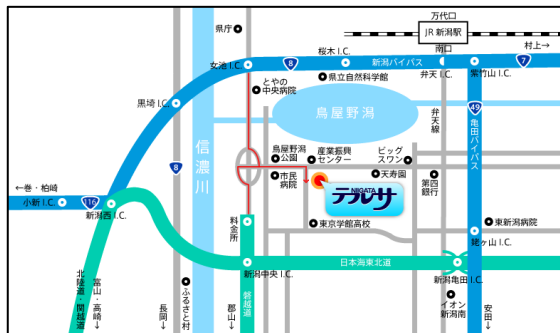 万代口
JR 新潟駅
南口
県庁
村上→
女池 I.C.
8
桜木 I.C.
新潟バイパス
弁天 I.C.
紫竹山 I.C.
7
とやの
中央病院
県立自然科学館
黒埼 I.C.
信濃川
鳥屋野潟
弁天線
49
亀田バイパス
8
鳥屋野潟
公園
産業振興
センター
ビッグ
スワン
市民
病院
天寿園
第四
銀行
←巻・柏崎
116
小新 I.C.
新潟西 I.C.
NIIGATA
テルサ
料金所
東京学館高校
東新潟病院
姥ヶ山 I.C.
日本海東北道
新潟中央 I.C.
新潟亀田 I.C.
北陸道・関越道
富山・高崎→
長岡→
ふるさと村
郡山→
磐越道
イオン
新潟南
安田→